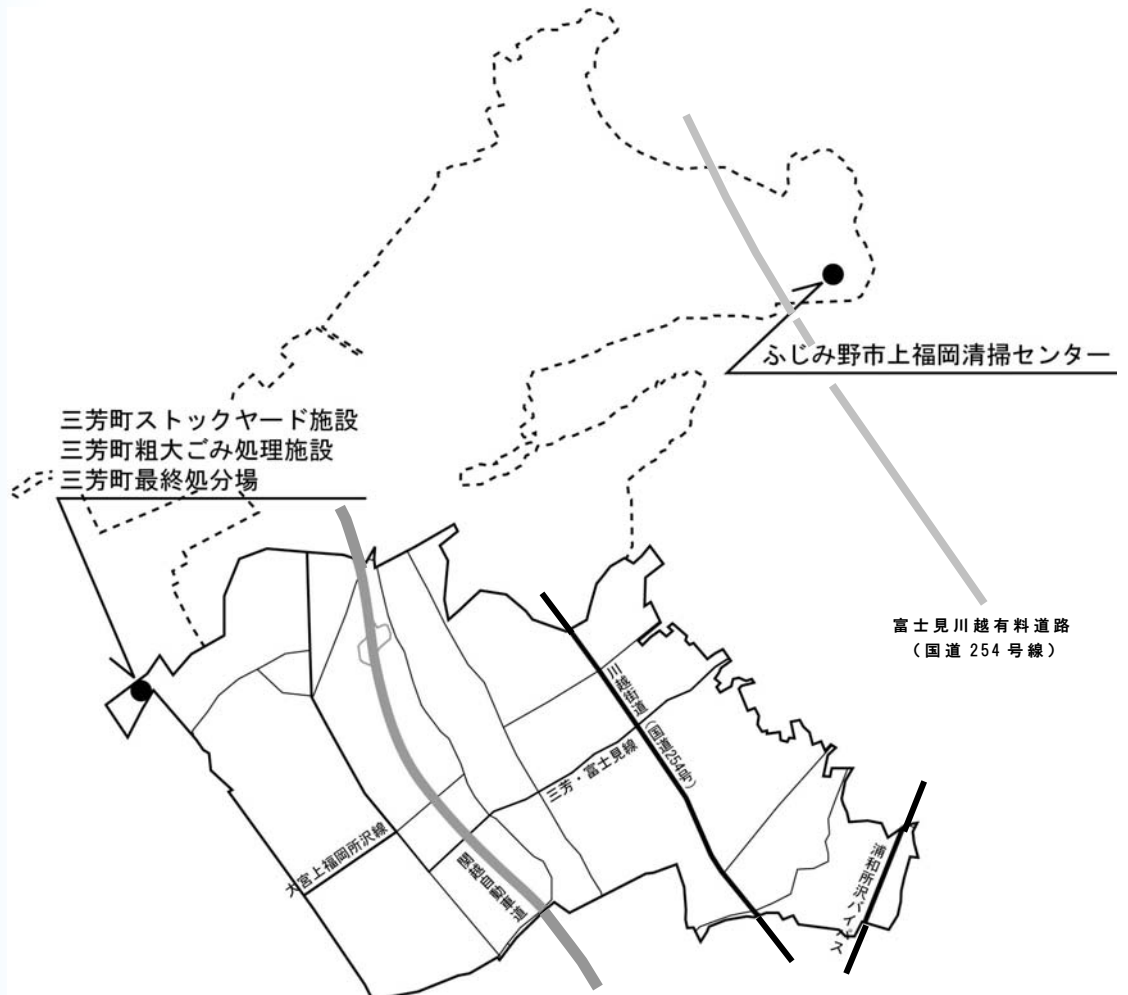 ふじみ野市上福岡清掃センター
三芳町ストックヤード施設
三芳町粗大ごみ処理施設
三芳町最終処分場
富士見川越有料道路
（国道 254 号線）
川越街道（国道254号）
三芳・富士見線
大宮上福岡所沢線
関越自動車道
浦和所沢バイパス